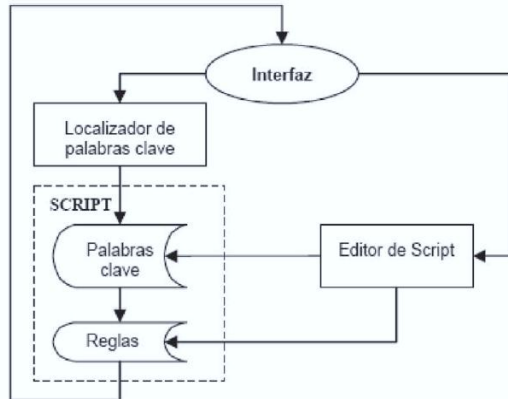 Interfaz
Localizador de
palabras clave
SCRIPT
Palabras
clave
Editor de Script
Reglas